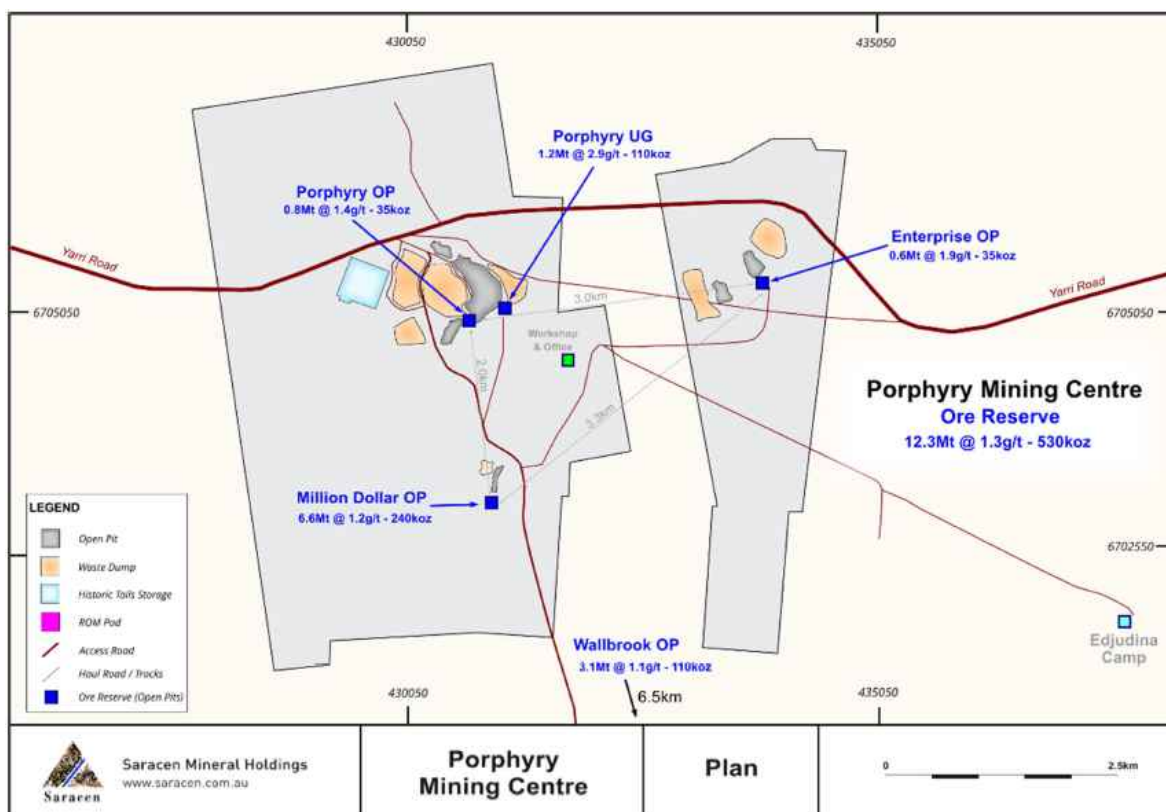 430050
435050
Porphyry UG
1.2Mt @ 2.9g/t - 110koz
Porphyry OP
0.8Mt @ 1.4g/t - 35koz
Enterprise OP
0.6Mt @ 1.9g/t - 35koz
Yarri Road
Yarri Road
3.0km
6705050
6705050
Workshop
& Office
2.0km
3.3km
Porphyry Mining Centre
Ore Reserve
12.3Mt @ 1.3g/t - 530koz
Million Dollar OP
6.6Mt @ 1.2g/t - 240koz
LEGEND
Open Pit
Waste Dump
Historic Tails Storage
ROM Pad
Access Road
Haul Road / Tracks
Ore Reserve (Open Pits)
6702550
Edjudina
Camp
Wallbrook OP
3.1Mt @ 1.1g/t - 110koz
6.5km
430050
435050
Saracen
Saracen Mineral Holdings
www.saracen.com.au
Porphyry
Mining Centre
Plan
0
2.5km